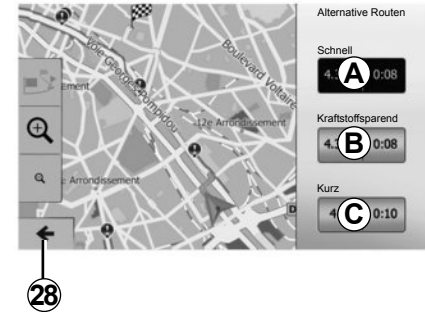 Alternative Routen
Schnell
4. A 0:08
Kraftstoffsparend
4. B 0:08
Kurz
4 C 0:10
Voie Georges Pompidou
Boulevard Voltaire
12e Arrondissement
Arrondissement
D
28